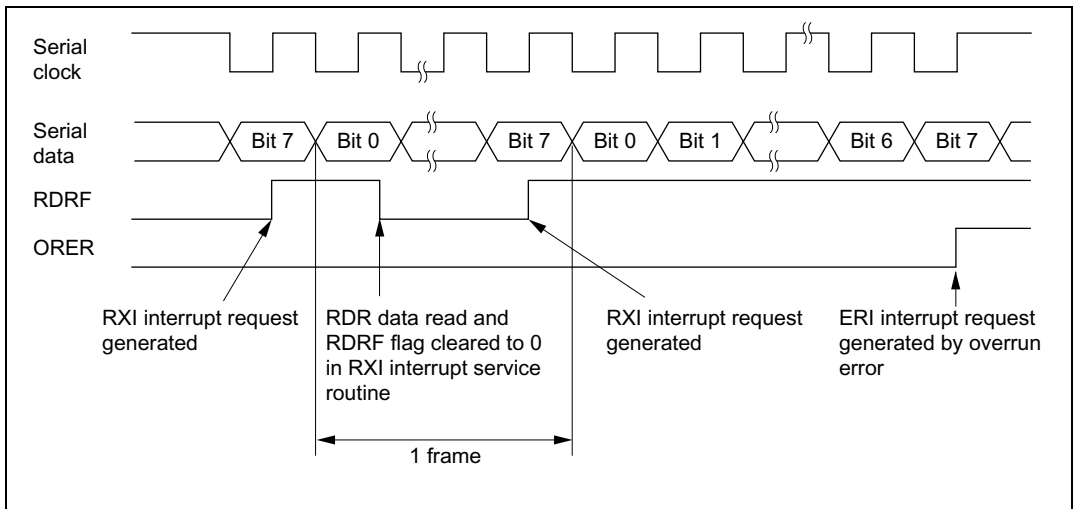 Serial
clock
Serial
data
Bit 7 Bit 0 Bit 7 Bit 0 Bit 1 Bit 6 Bit 7
RDRF
ORER
RXI interrupt request
generated
RDR data read and
RDRF flag cleared to 0
in RXI interrupt service
routine
RXI interrupt request
generated
ERI interrupt request
generated by overrun
error
1 frame